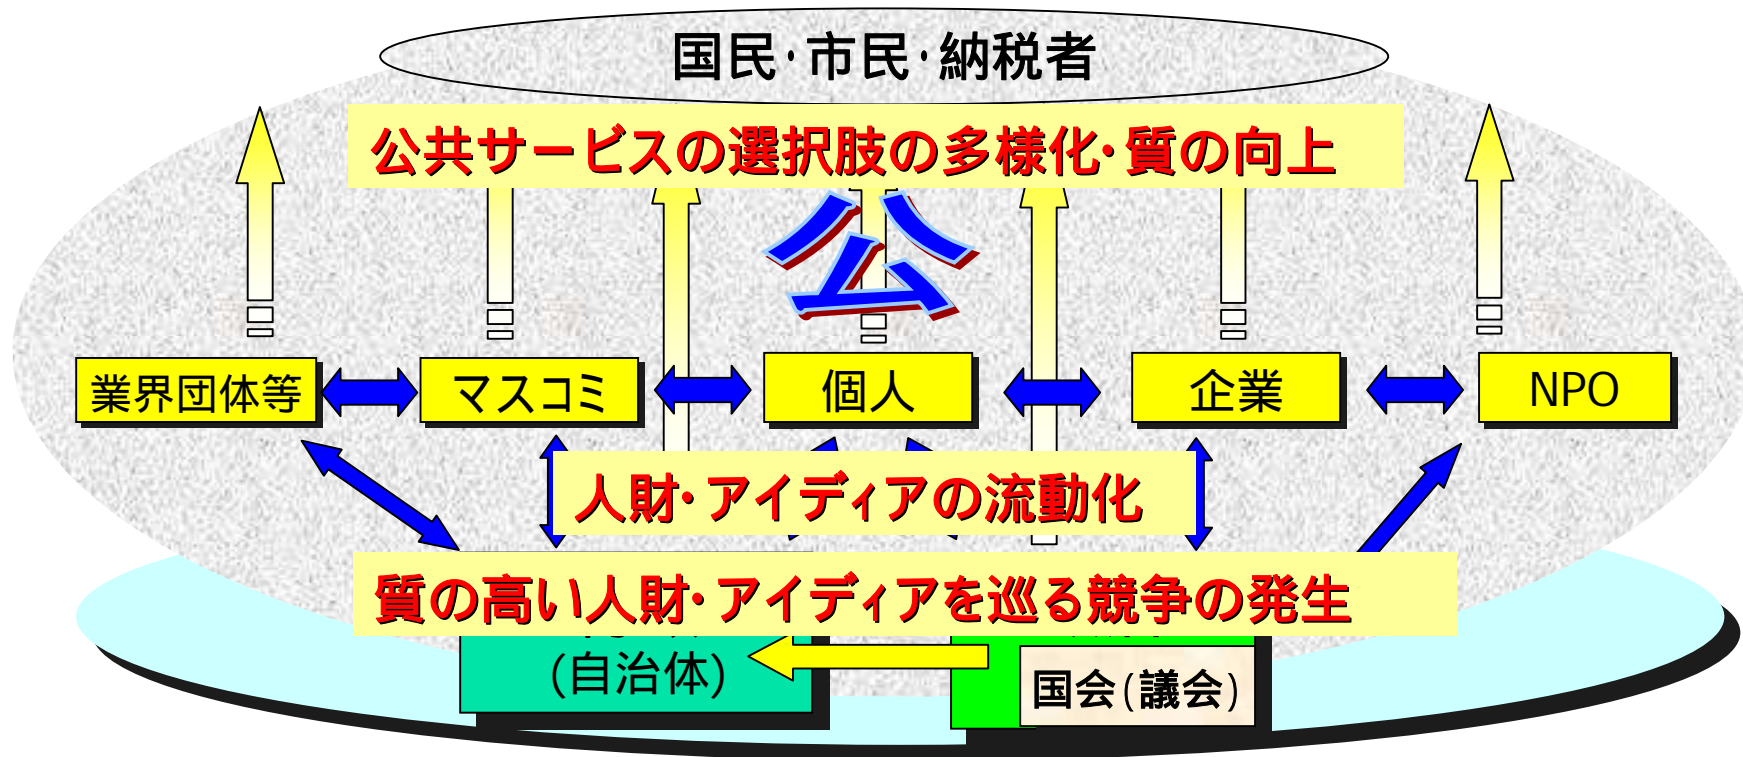 国民・市民・納税者
公共サービスの選択肢の多様化・質の向上
公
業界団体等
マスコミ
個人
企業
NPO
人財・アイディアの流動化
質の高い人財・アイディアを巡る競争の発生
(自治体)
国会(議会)